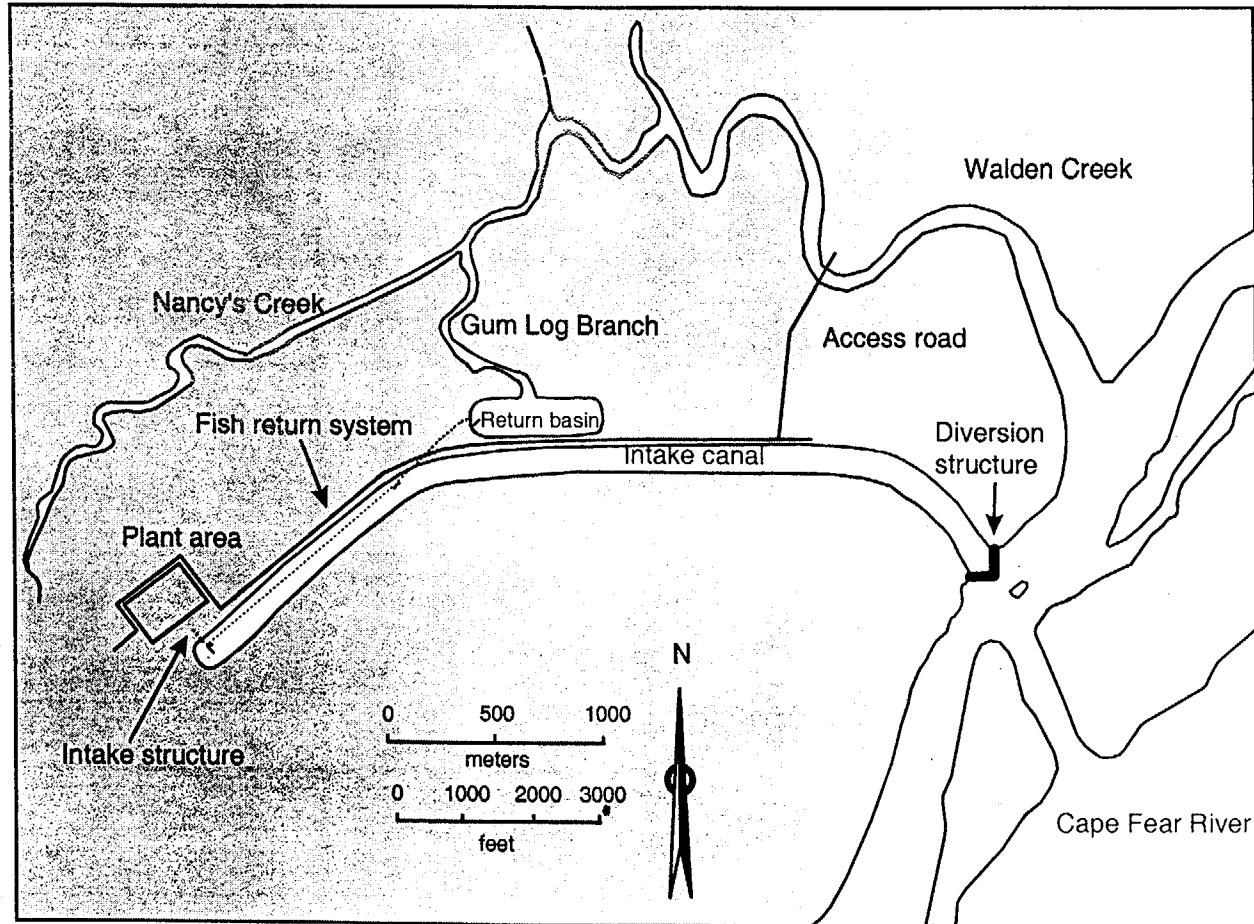 Walden Creek
Nancy's Creek
Gum Log Branch
Access road
Fish return system
Return basin
Diversion
structure
Intake canal
Plant area
N
Intake structure
0 500 1000
meters
0 1000 2000 3000
feet
Cape Fear River